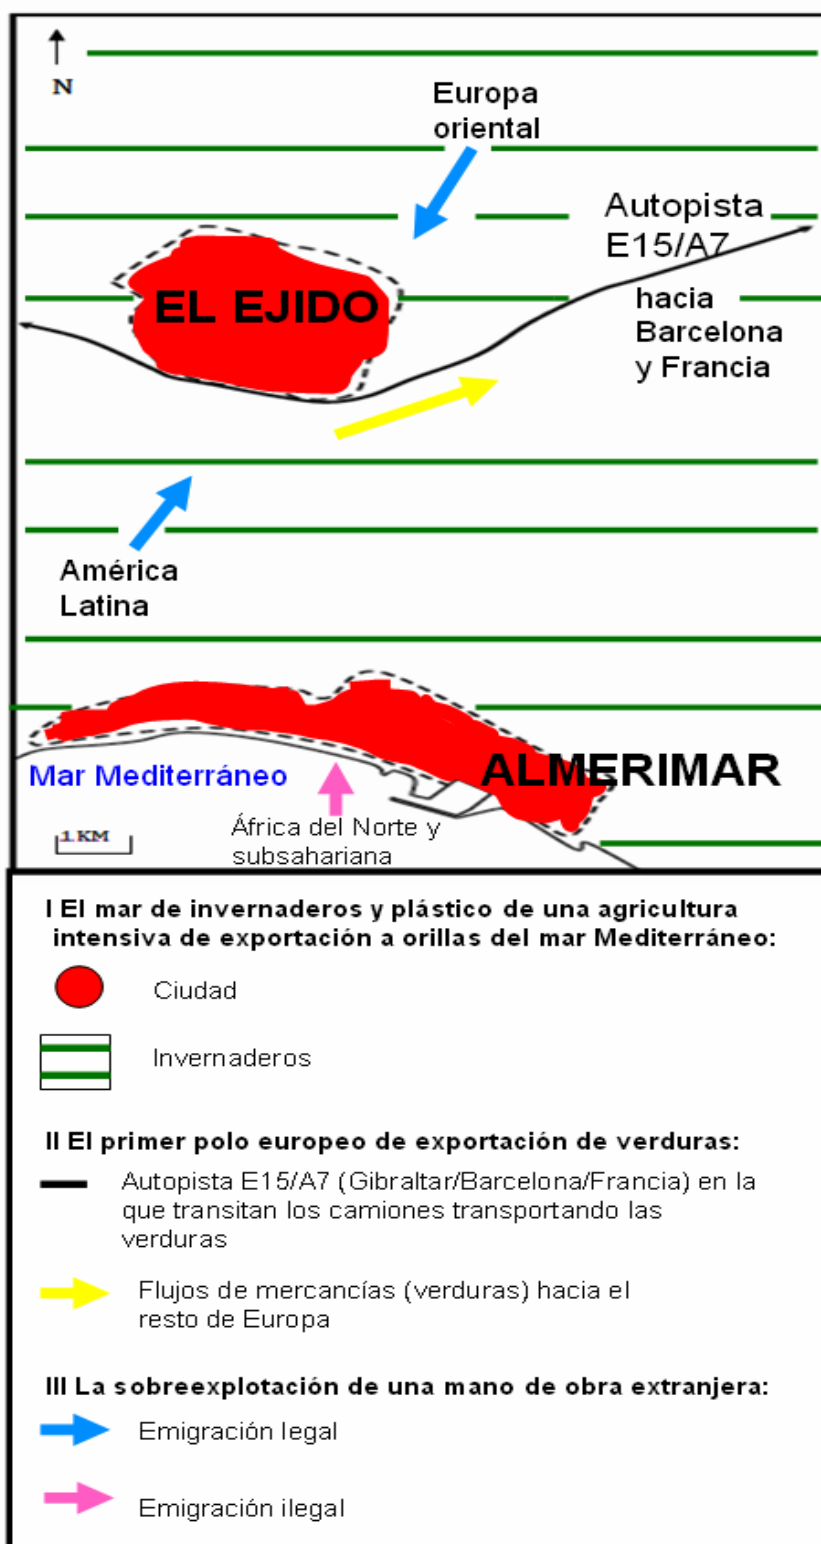 N
Europa
oriental
Autopista
E15/A7
EL EJIDO
hacia
Barcelona
y Francia
América
Latina
ALMERIMAR
Mar Mediterráneo
África del Norte y
subsahariana
1 KM
I El mar de invernaderos y plástico de una agricultura
intensiva de exportación a orillas del mar Mediterráneo:
Ciudad
Invernaderos
II El primer polo europeo de exportación de verduras:
Autopista E15/A7 (Gibraltar/Barcelona/Francia) en la
que transitan los camiones transportando las
verduras
Flujos de mercancías (verduras) hacia el
resto de Europa
III La sobreexplotación de una mano de obra extranjera:
Emigración legal
Emigración ilegal